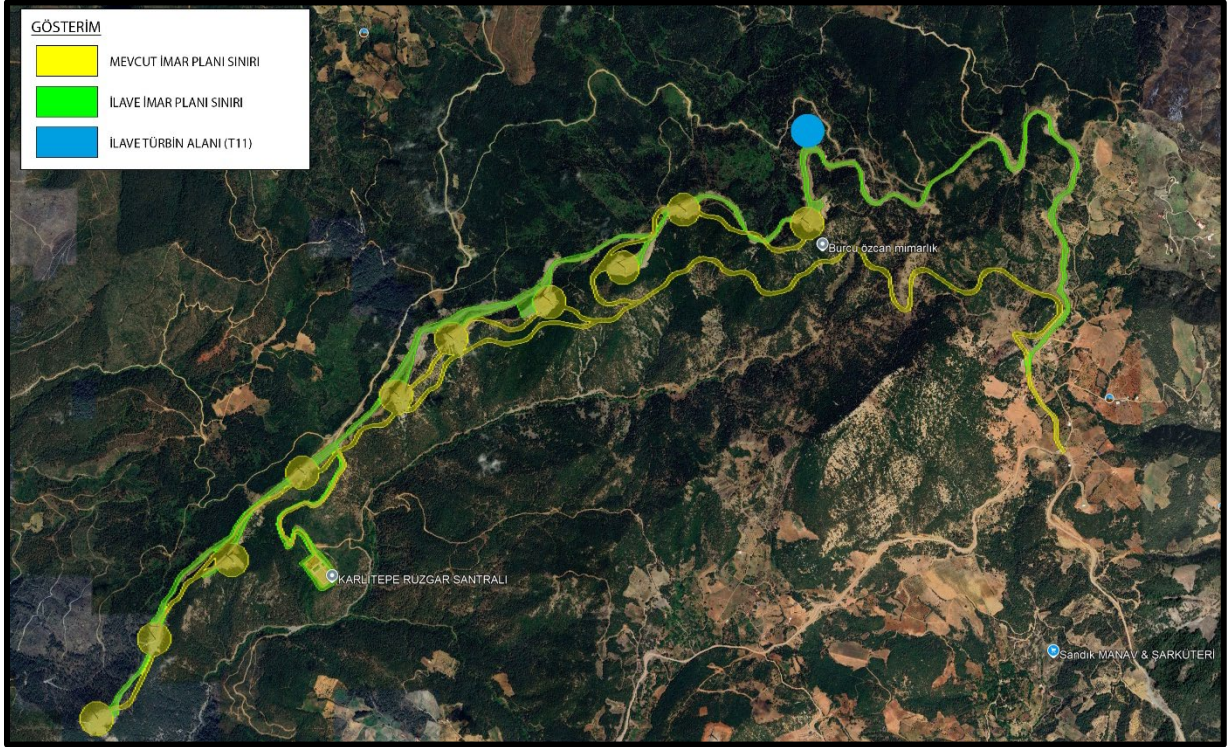 GÖSTERİM
MEVCUT İMAR PLANI SINIRI
İLAVE İMAR PLANI SINIRI
İLAVE TÜRBİN ALANI (T11)
Burcu özcan mimarlık
KARLITEPE RÜZGAR SANTRALI
Sandık MANAV & ŞARKÜTERİ